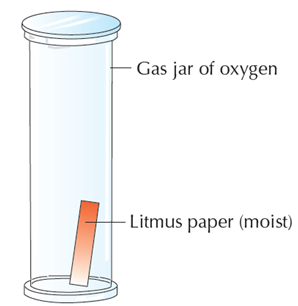 Gas jar of oxygen
Litmus paper (moist)